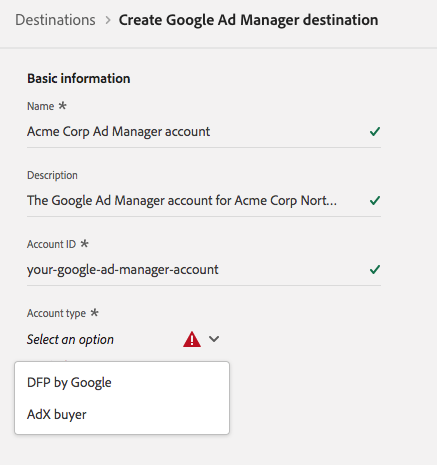 Destinations > Create Google Ad Manager destination
Basic information
Name *
Acme Corp Ad Manager account
Description
The Google Ad Manager account for Acme Corp Nort...
Account ID *
your-google-ad-manager-account
Account type *
Select an option
DFP by Google
AdX buyer